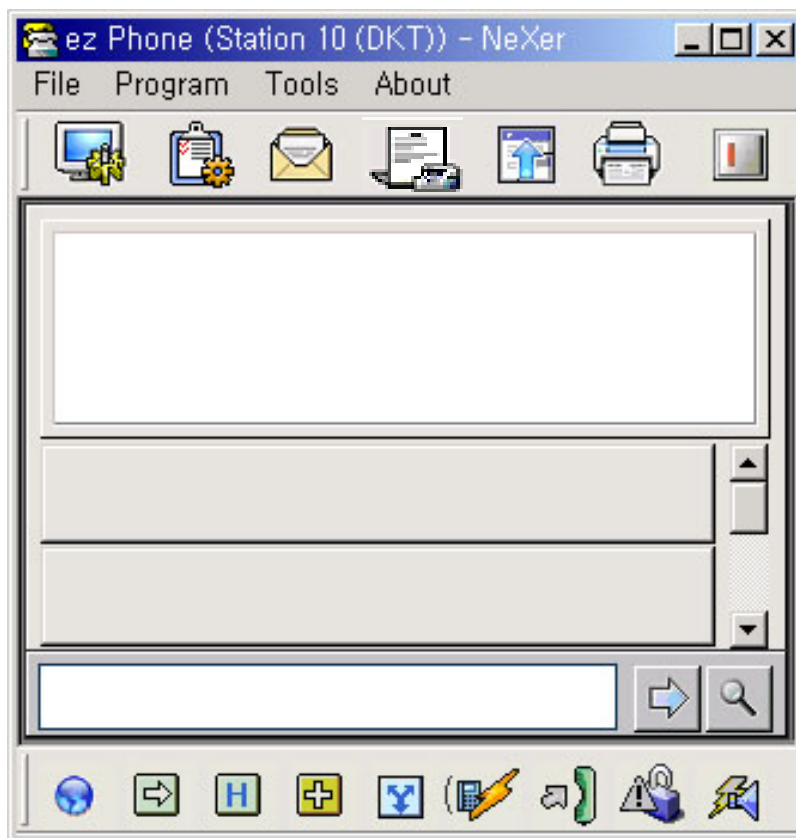 ez Phone (Station 10 (DKT)) - NeXer
File Program Tools About
H